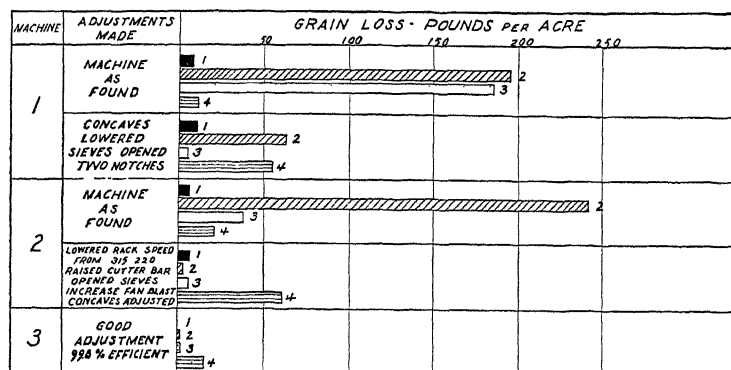 MACHINE
ADJUSTMENTS MADE
GRAIN LOSS - POUNDS PER ACRE
50 100 150 200 250
1
MACHINE
AS
FOUND
1
2
3
4
CONCAVES
LOWERED
SIEVES OPENED
TWO NOTCHES
1
2
3
4
2
MACHINE
AS
FOUND
1
2
3
4
LOWERED RACK SPEED
FROM 315 220
RAISED CUTTER BAR
OPENED SIEVES
INCREASE FAN BLAST
CONCAVES ADJUSTED
1
2
3
4
3
GOOD
ADJUSTMENT
99.8 % EFFICIENT
1
2
3
4